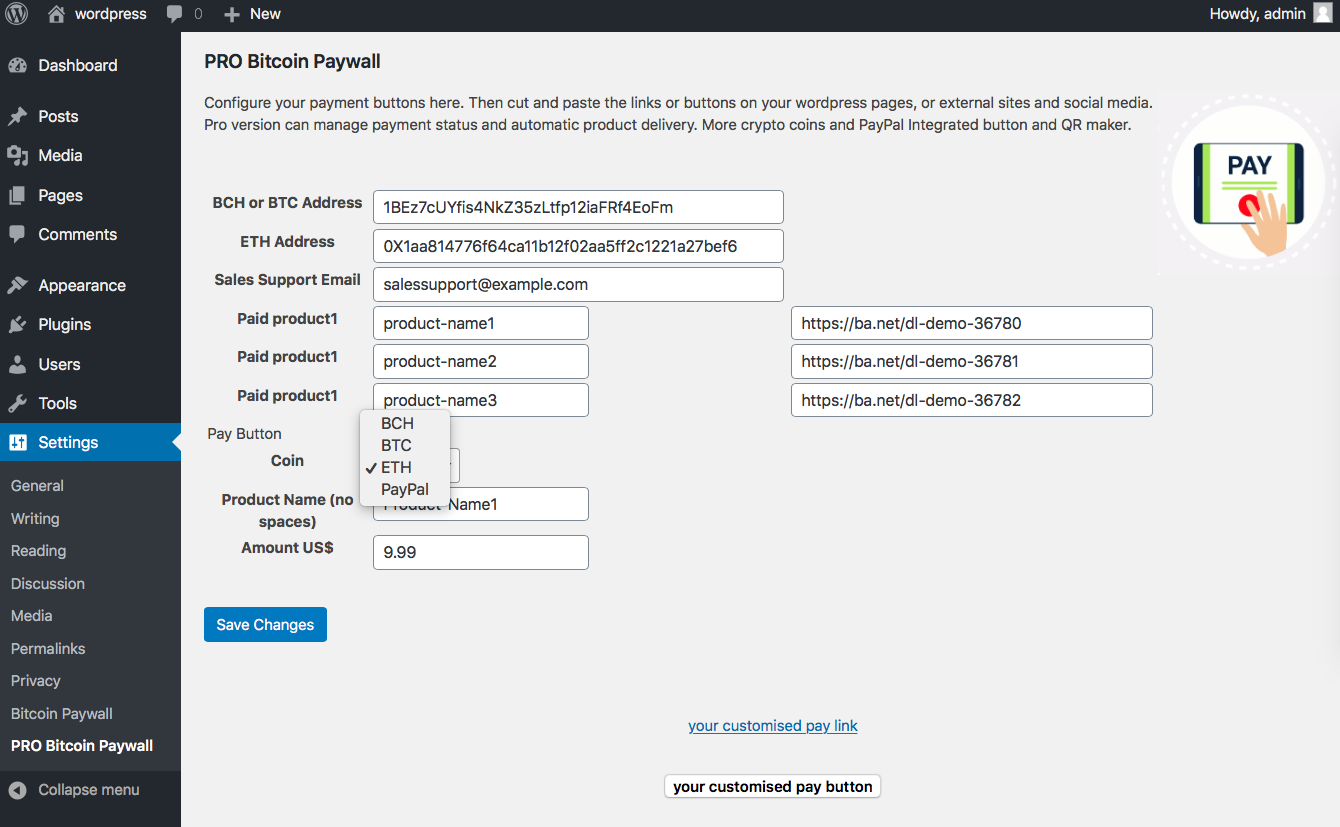 wordpress 0 New Howdy, admin
Dashboard
Posts
Media
Pages
Comments
Appearance
Plugins
Users
Tools
Settings
General
Writing
Reading
Discussion
Media
Permalinks
Privacy
Bitcoin Paywall
PRO Bitcoin Paywall
Collapse menu
PRO Bitcoin Paywall
Configure your payment buttons here. Then cut and paste the links or buttons on your wordpress pages, or external sites and social media.
Pro version can manage payment status and automatic product delivery. More crypto coins and PayPal Integrated button and QR maker.
PAY
BCH or BTC Address 1BEz7cUYfis4NkZ35zLtfp12iaFRf4EoFm
ETH Address 0X1aa814776f64ca11b12f02aa5ff2c1221a27bef6
Sales Support Email salessupport@example.com
Paid product1 product-name1 https://ba.net/dl-demo-36780
Paid product1 product-name2 https://ba.net/dl-demo-36781
Paid product1 product-name3 https://ba.net/dl-demo-36782
Pay Button
Coin
BCH
BTC
ETH
PayPal
Product Name (no
spaces)
Product-Name1
Amount US$ 9.99
Save Changes
your customised pay link
your customised pay button